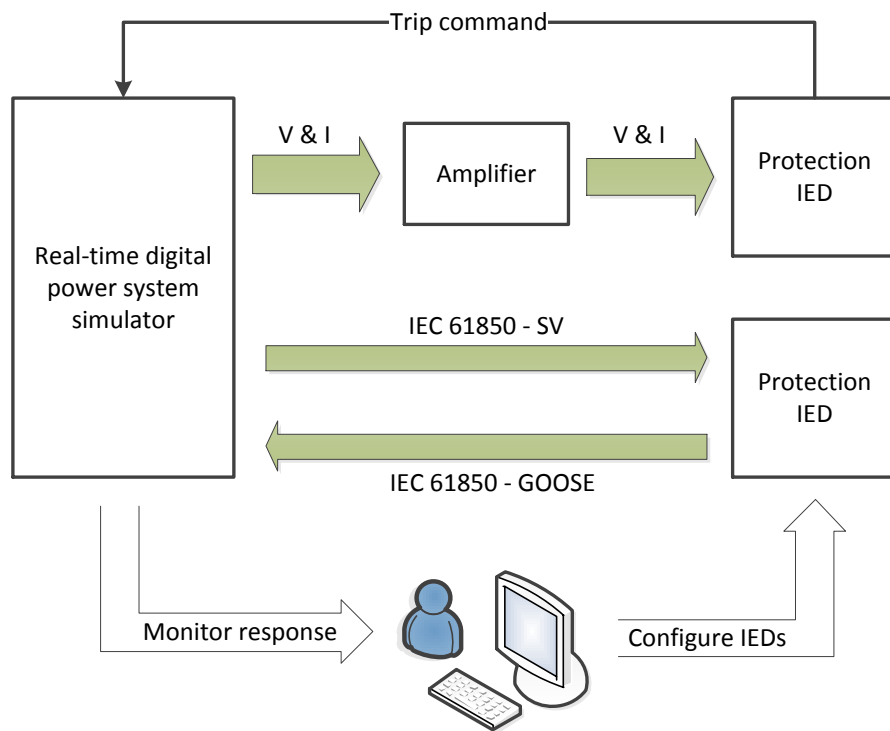 Trip command
V & I
V & I
Amplifier
Protection
IED
Real-time digital
power system
simulator
IEC 61850 - SV
Protection
IED
IEC 61850 - GOOSE
Monitor response
Configure IEDs